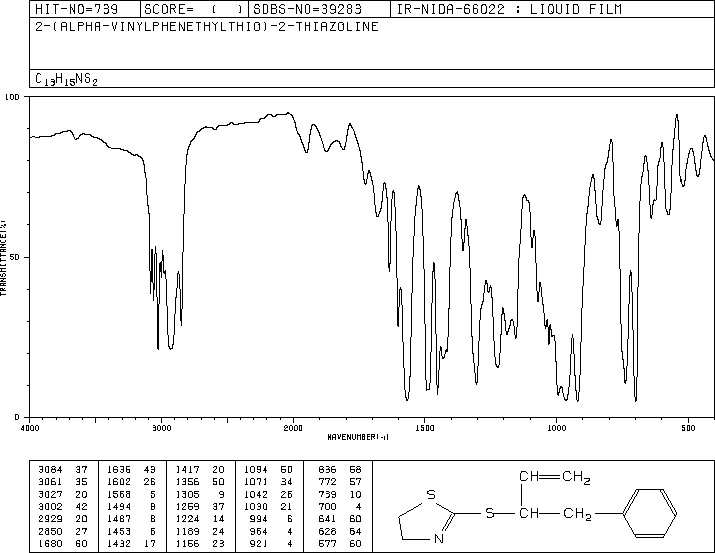 HIT-NO=739 SCORE= ( ) SDBS-NO=39283 IR-NIDA-66022 : LIQUID FILM
2-(ALPHA-VINYLPHENETHYLTHIO)-2-THIAZOLINE
C13H15NS2
100
50
0
TRANSMITTANCE(%)
4000 3000 2000 1500 1000 500
WAVENUMBER(-1)
3084 37 1636 43 1417 20 1094 50 836 58
3061 35 1602 26 1356 50 1071 34 772 57
3027 20 1568 5 1305 9 1042 26 739 10
3002 42 1494 8 1259 37 1030 21 700 4
2929 20 1487 8 1224 14 994 6 641 60
2850 27 1453 6 1189 24 964 4 628 64
1680 60 1432 17 1156 23 921 4 577 60
CH=CH2
S
S CH CH2
N